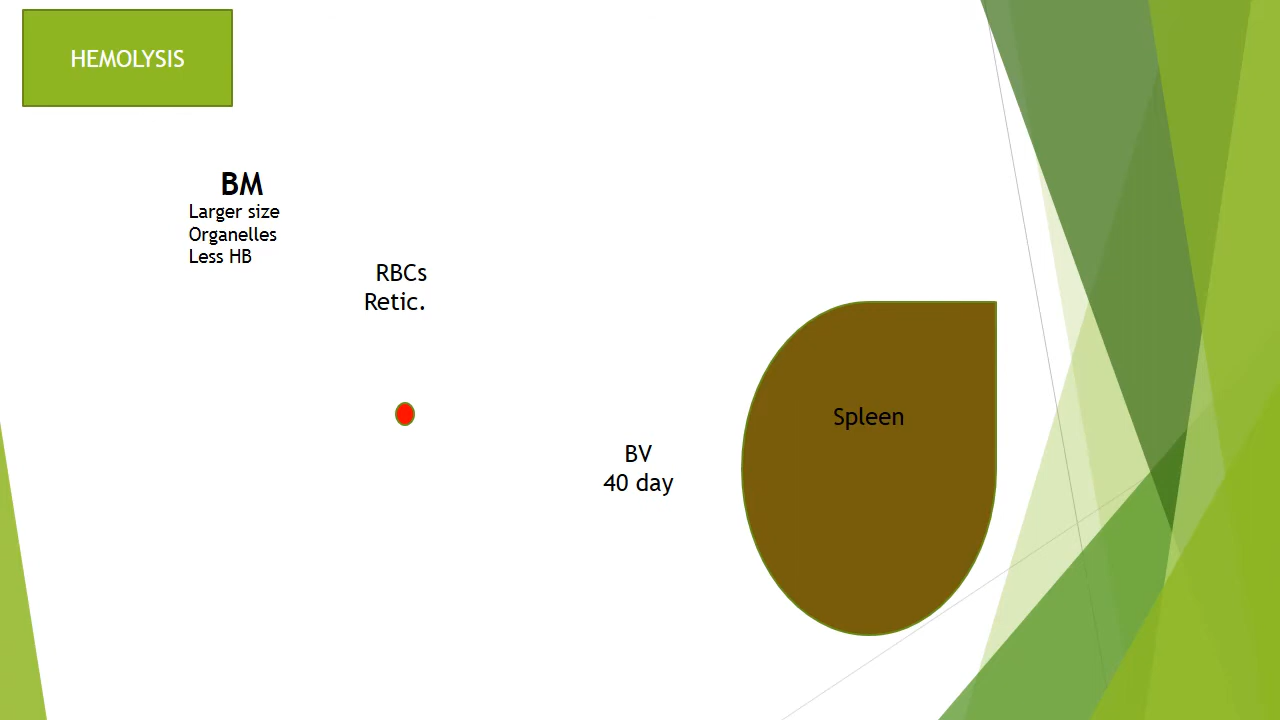 HEMOLYSIS
BM
Larger size
Organelles
Less HB
RBCs
Retic.
Spleen
BV
40 day